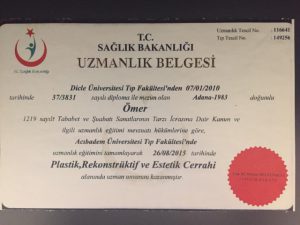 T.C.
SAĞLIK BAKANLIĞI
UZMANLIK BELGESİ
Uzmanlık Tescil No: 116641
Tıp Tescil No: 149256
T.C. Sağlık Bakanlığı
Dicle Üniversitesi Tıp Fakültesi'nden 07/01/2010
tarihinde 37/3831 sayılı diploma ile mezun olan Adana-1983 doğumlu
Ömer
1219 sayılı Tababet ve Şuabatı Sanatlarının Tarzı İcrasına Dair Kanun ve
ilgili uzmanlık eğitimi mevzuatı hükümlerine göre,
Acıbadem Üniversitesi Tıp Fakültesi'nde
uzmanlık eğitimini tamamlayarak 26/08/2015 tarihinde
Plastik,Rekonstrüktif ve Estetik Cerrahi
alanında uzman unvanını kazanmıştır.